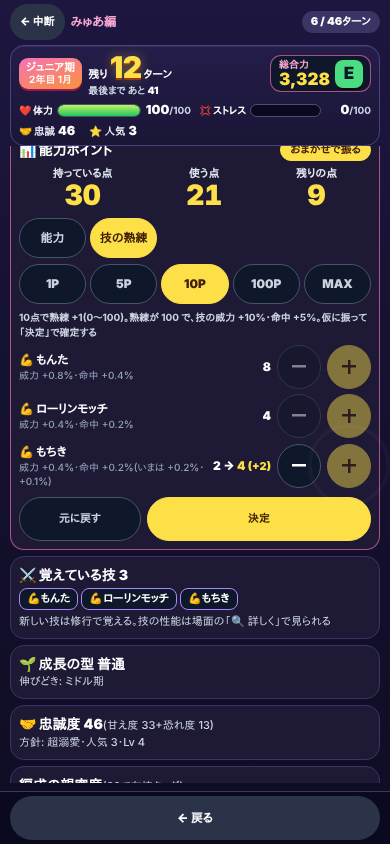 ← 中断 みゅあ編 6 / 46ターン
ジュニア期
2年目 1月
残り 12 ターン
最後まで あと 41
総合力
3,328 E
❤️ 体力 100/100 💢 ストレス 0/100
🤝 忠誠 46 ⭐ 人気 3
📊 能力ポイント おまかせで振る
持っている点 使う点 残りの点
30 21 9
能力 技の熟練
1P 5P 10P 100P MAX
10点で熟練 +1(0〜100)。熟練が 100 で、技の威力 +10%・命中 +5%。仮に振って
「決定」で確定する
💪 もんた
威力 +0.8%・命中 +0.4%
8 − +
💪 ローリンモッチ
威力 +0.4%・命中 +0.2%
4 − +
💪 もちき
威力 +0.4%・命中 +0.2%(いまは +0.2%・
+0.1%)
2 → 4 (+2) − +
元に戻す 決定
⚔️ 覚えている技 3
💪もんた 💪ローリンモッチ 💪もちき
新しい技は修行で覚える。技の性能は場面の「🔍 詳しく」で見られる
🌱 成長の型 普通
伸びどき: ミドル期
🤝 忠誠度 46(甘え度 33+恐れ度 13)
方針: 超溺愛・人気 3・Lv 4
← 戻る